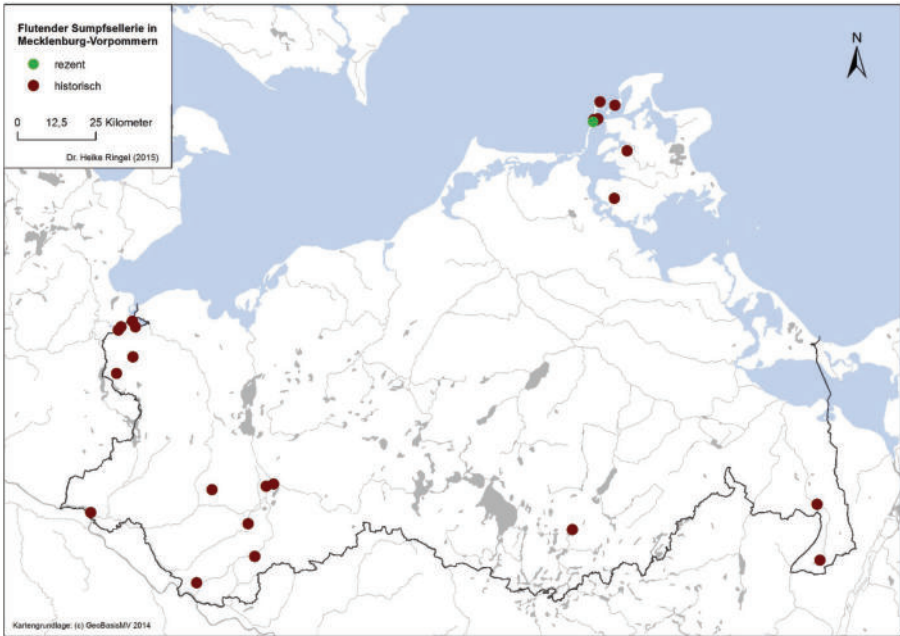 Flutender Sumpfsellerie in
Mecklenburg-Vorpommern
rezent
historisch
0 12,5 25 Kilometer
Dr. Heike Ringel (2015)
N
Kartengrundlage: (c) GeoBasisMV 2014